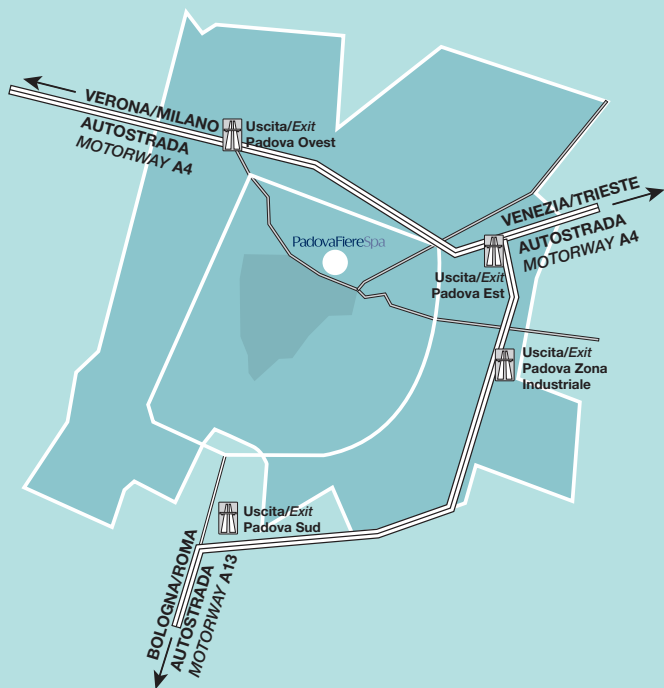 VERONA/MILANO
AUTOSTRADA
MOTORWAY A4
Uscita/Exit
Padova Ovest
PadovaFiereSpa
VENEZIA/TRIESTE
AUTOSTRADA
MOTORWAY A4
Uscita/Exit
Padova Est
Uscita/Exit
Padova Zona
Industriale
Uscita/Exit
Padova Sud
BOLOGNA/ROMA
AUTOSTRADA
MOTORWAY A13